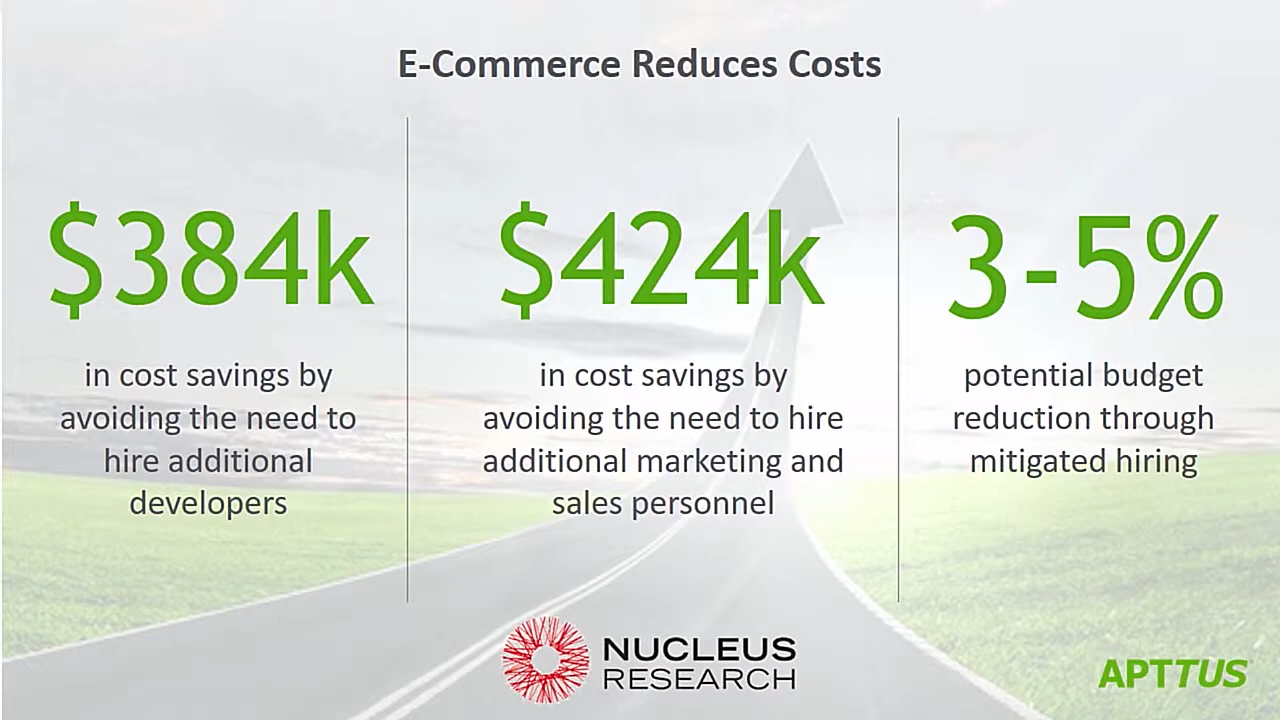 E-Commerce Reduces Costs
$384k
in cost savings by
avoiding the need to
hire additional
developers
$424k
in cost savings by
avoiding the need to hire
additional marketing and
sales personnel
3-5%
potential budget
reduction through
mitigated hiring
NUCLEUS
RESEARCH
APTTUS